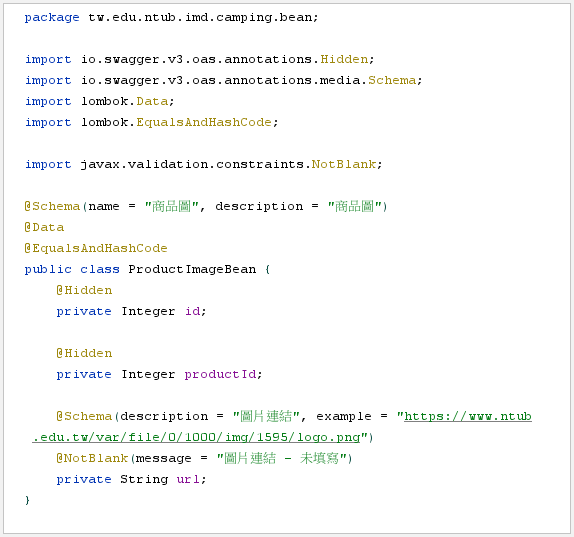 package tw.edu.ntub.imd.camping.bean;
import io.swagger.v3.oas.annotations.Hidden;
import io.swagger.v3.oas.annotations.media.Schema;
import lombok.Data;
import lombok.EqualsAndHashCode;
import javax.validation.constraints.NotBlank;
@Schema(name = "商品圖", description = "商品圖")
@Data
@EqualsAndHashCode
public class ProductImageBean {
@Hidden
private Integer id;
@Hidden
private Integer productId;
@Schema(description = "圖片連結", example = "https://www.ntub
.edu.tw/var/file/0/1000/img/1595/logo.png")
@NotBlank(message = "圖片連結 - 未填寫")
private String url;
}